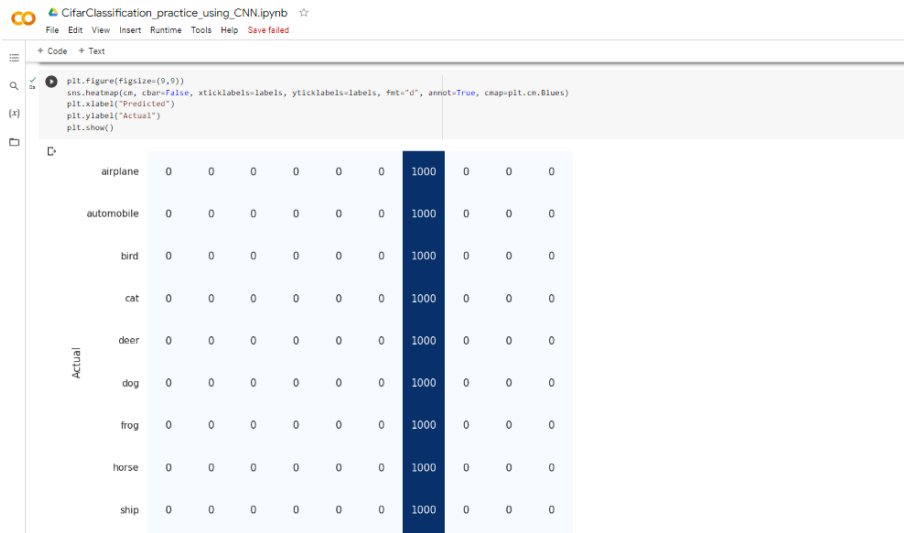 CifarClassification_practice_using_CNN.ipynb
File Edit View Insert Runtime Tools Help Save failed
+ Code + Text
plt.figure(figsize=(9,9))
sns.heatmap(cm, cbar=False, xticklabels=labels, yticklabels=labels, fmt="d", annot=True, cmap=plt.cm.Blues)
plt.xlabel("Predicted")
plt.ylabel("Actual")
plt.show()
{x}
airplane 0 0 0 0 0 0 1000 0 0 0
automobile 0 0 0 0 0 0 1000 0 0 0
bird 0 0 0 0 0 0 1000 0 0 0
cat 0 0 0 0 0 0 1000 0 0 0
deer 0 0 0 0 0 0 1000 0 0 0
Actual
dog 0 0 0 0 0 0 1000 0 0 0
frog 0 0 0 0 0 0 1000 0 0 0
horse 0 0 0 0 0 0 1000 0 0 0
ship 0 0 0 0 0 0 1000 0 0 0